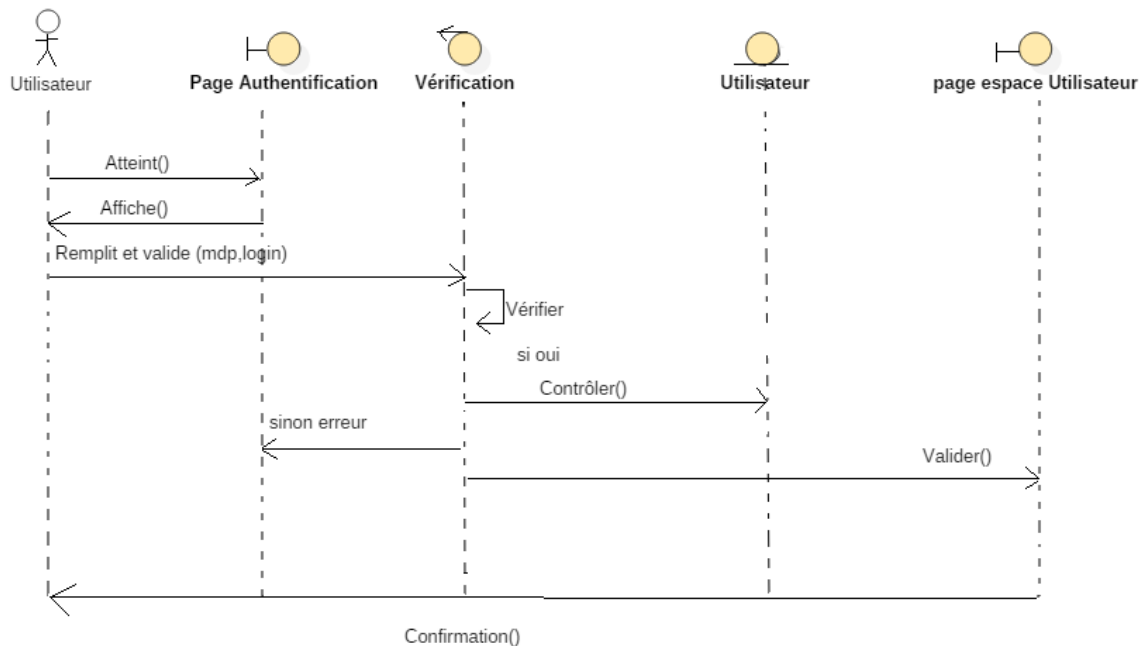 Utilisateur
Page Authentification
Vérification
Utilisateur
page espace Utilisateur
Atteint()
Affiche()
Remplit et valide (mdp,login)
Vérifier
si oui
Contrôler()
sinon erreur
Valider()
Confirmation()